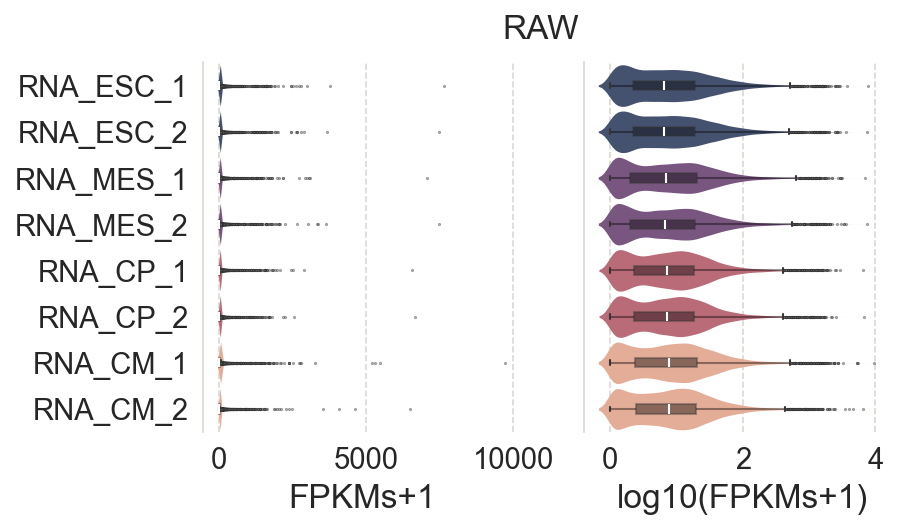 RAW
RNA_ESC_1
RNA_ESC_2
RNA_MES_1
RNA_MES_2
RNA_CP_1
RNA_CP_2
RNA_CM_1
RNA_CM_2
0 5000 10000 0 2 4
FPKMs+1 log10(FPKMs+1)